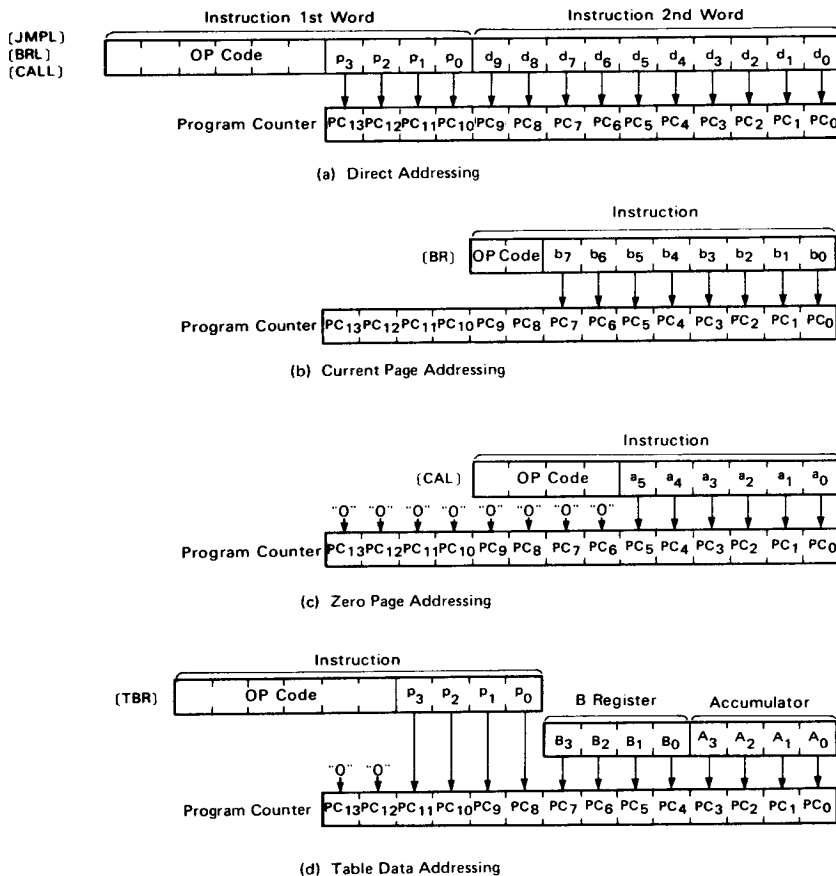 Instruction 1st Word Instruction 2nd Word
[JMPL]
[BRL]
[CALL]
OP Code p3 p2 p1 p0 d9 d8 d7 d6 d5 d4 d3 d2 d1 d0
Program Counter PC13 PC12 PC11 PC10 PC9 PC8 PC7 PC6 PC5 PC4 PC3 PC2 PC1 PC0
(a) Direct Addressing
Instruction
[BR] OP Code b7 b6 b5 b4 b3 b2 b1 b0
Program Counter PC13 PC12 PC11 PC10 PC9 PC8 PC7 PC6 PC5 PC4 PC3 PC2 PC1 PC0
(b) Current Page Addressing
Instruction
[CAL] OP Code a5 a4 a3 a2 a1 a0
"0" "0" "0" "0" "0" "0" "0" "0"
Program Counter PC13 PC12 PC11 PC10 PC9 PC8 PC7 PC6 PC5 PC4 PC3 PC2 PC1 PC0
(c) Zero Page Addressing
Instruction
[TBR] OP Code p3 p2 p1 p0
B Register Accumulator
B3 B2 B1 B0 A3 A2 A1 A0
"0" "0"
Program Counter PC13 PC12 PC11 PC10 PC9 PC8 PC7 PC6 PC5 PC4 PC3 PC2 PC1 PC0
(d) Table Data Addressing